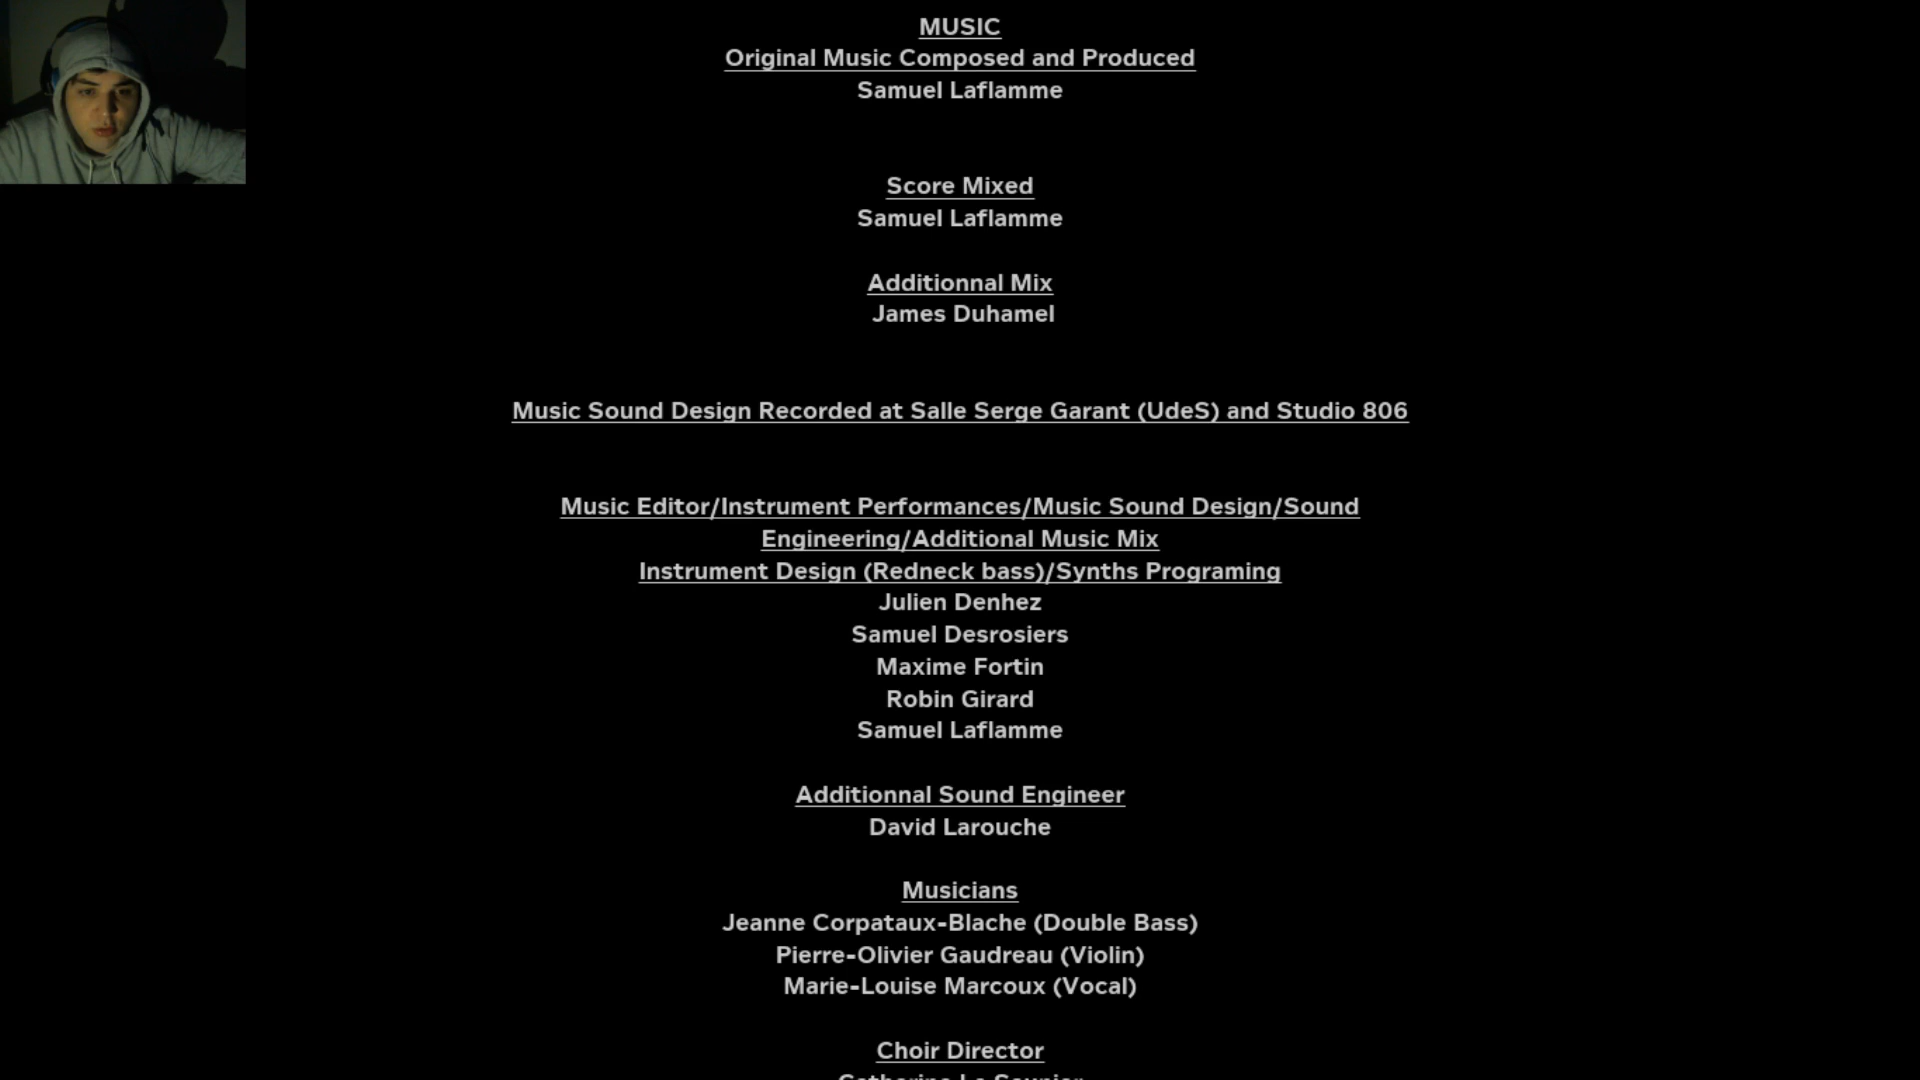 MUSIC
Original Music Composed and Produced
Samuel Laflamme
Score Mixed
Samuel Laflamme
Additionnal Mix
James Duhamel
Music Sound Design Recorded at Salle Serge Garant (UdeS) and Studio 806
Music Editor/Instrument Performances/Music Sound Design/Sound
Engineering/Additional Music Mix
Instrument Design (Redneck bass)/Synths Programing
Julien Denhez
Samuel Desrosiers
Maxime Fortin
Robin Girard
Samuel Laflamme
Additionnal Sound Engineer
David Larouche
Musicians
Jeanne Corpataux-Blache (Double Bass)
Pierre-Olivier Gaudreau (Violin)
Marie-Louise Marcoux (Vocal)
Choir Director